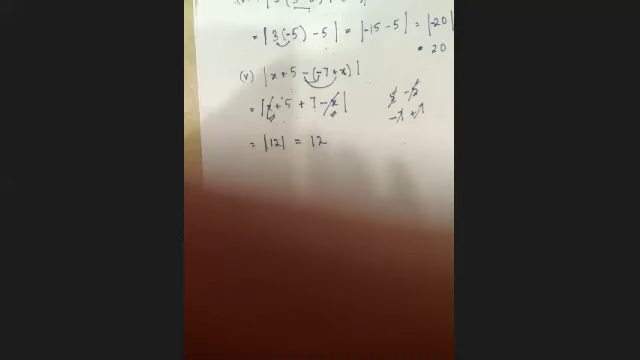 = |3(-5) - 5| = |-15 - 5| = |-20|
= 20
(v) |x + 5 - (-7 + x)|
= |x + 5 + 7 - x|
-7 + 7
= |12| = 12